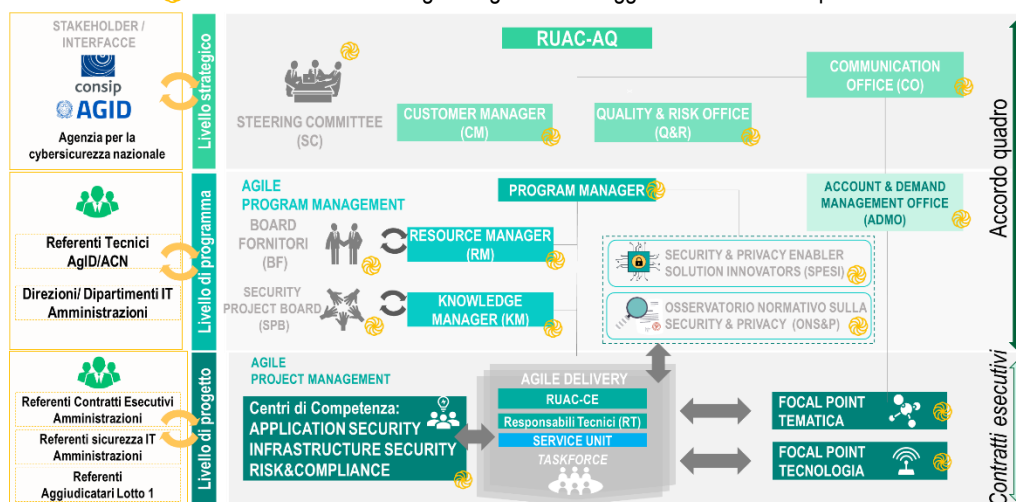 STAKEHOLDER /
INTERFACCE
consip
AGID
Agenzia per la
cybersicurezza nazionale
Livello strategico
RUAC-AQ
STEERING COMMITTEE
(SC)
CUSTOMER MANAGER
(CM)
QUALITY & RISK OFFICE
(Q&R)
COMMUNICATION
OFFICE (CO)
Accordo quadro
Referenti Tecnici
AgID/ACN
Direzioni/ Dipartimenti IT
Amministrazioni
Livello di programma
AGILE
PROGRAM MANAGEMENT
BOARD
FORNITORI
(BF)
RESOURCE MANAGER
(RM)
SECURITY
PROJECT BOARD
(SPB)
KNOWLEDGE
MANAGER (KM)
PROGRAM MANAGER
SECURITY & PRIVACY ENABLER
SOLUTION INNOVATORS (SPESI)
OSSERVATORIO NORMATIVO SULLA
SECURITY & PRIVACY (ONS&P)
ACCOUNT & DEMAND
MANAGEMENT OFFICE
(ADMO)
Referenti Contratti Esecutivi
Amministrazioni
Referenti sicurezza IT
Amministrazioni
Referenti
Aggiudicatari Lotto 1
Livello di progetto
AGILE
PROJECT MANAGEMENT
Centri di Competenza:
APPLICATION SECURITY
INFRASTRUCTURE SECURITY
RISK&COMPLIANCE
AGILE DELIVERY
RUAC-CE
Responsabili Tecnici (RT)
SERVICE UNIT
TASKFORCE
FOCAL POINT
TEMATICA
FOCAL POINT
TECNOLOGIA
Contratti esecutivi